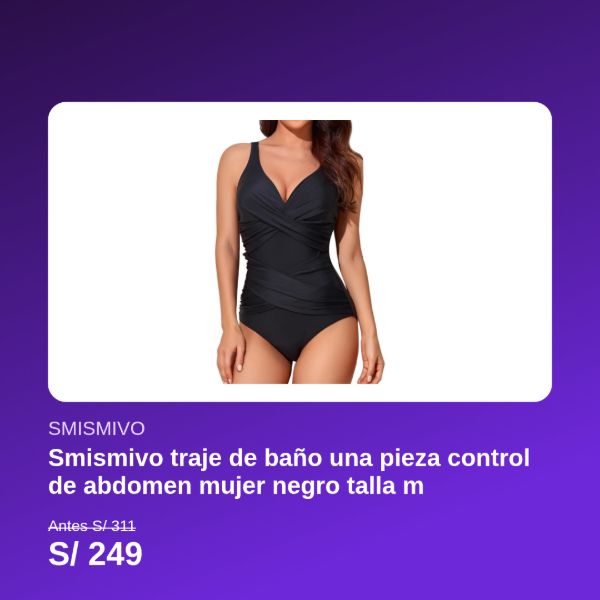 SMISMIVO
Smismivo traje de baño una pieza control
de abdomen mujer negro talla m
Antes S/ 311
S/ 249